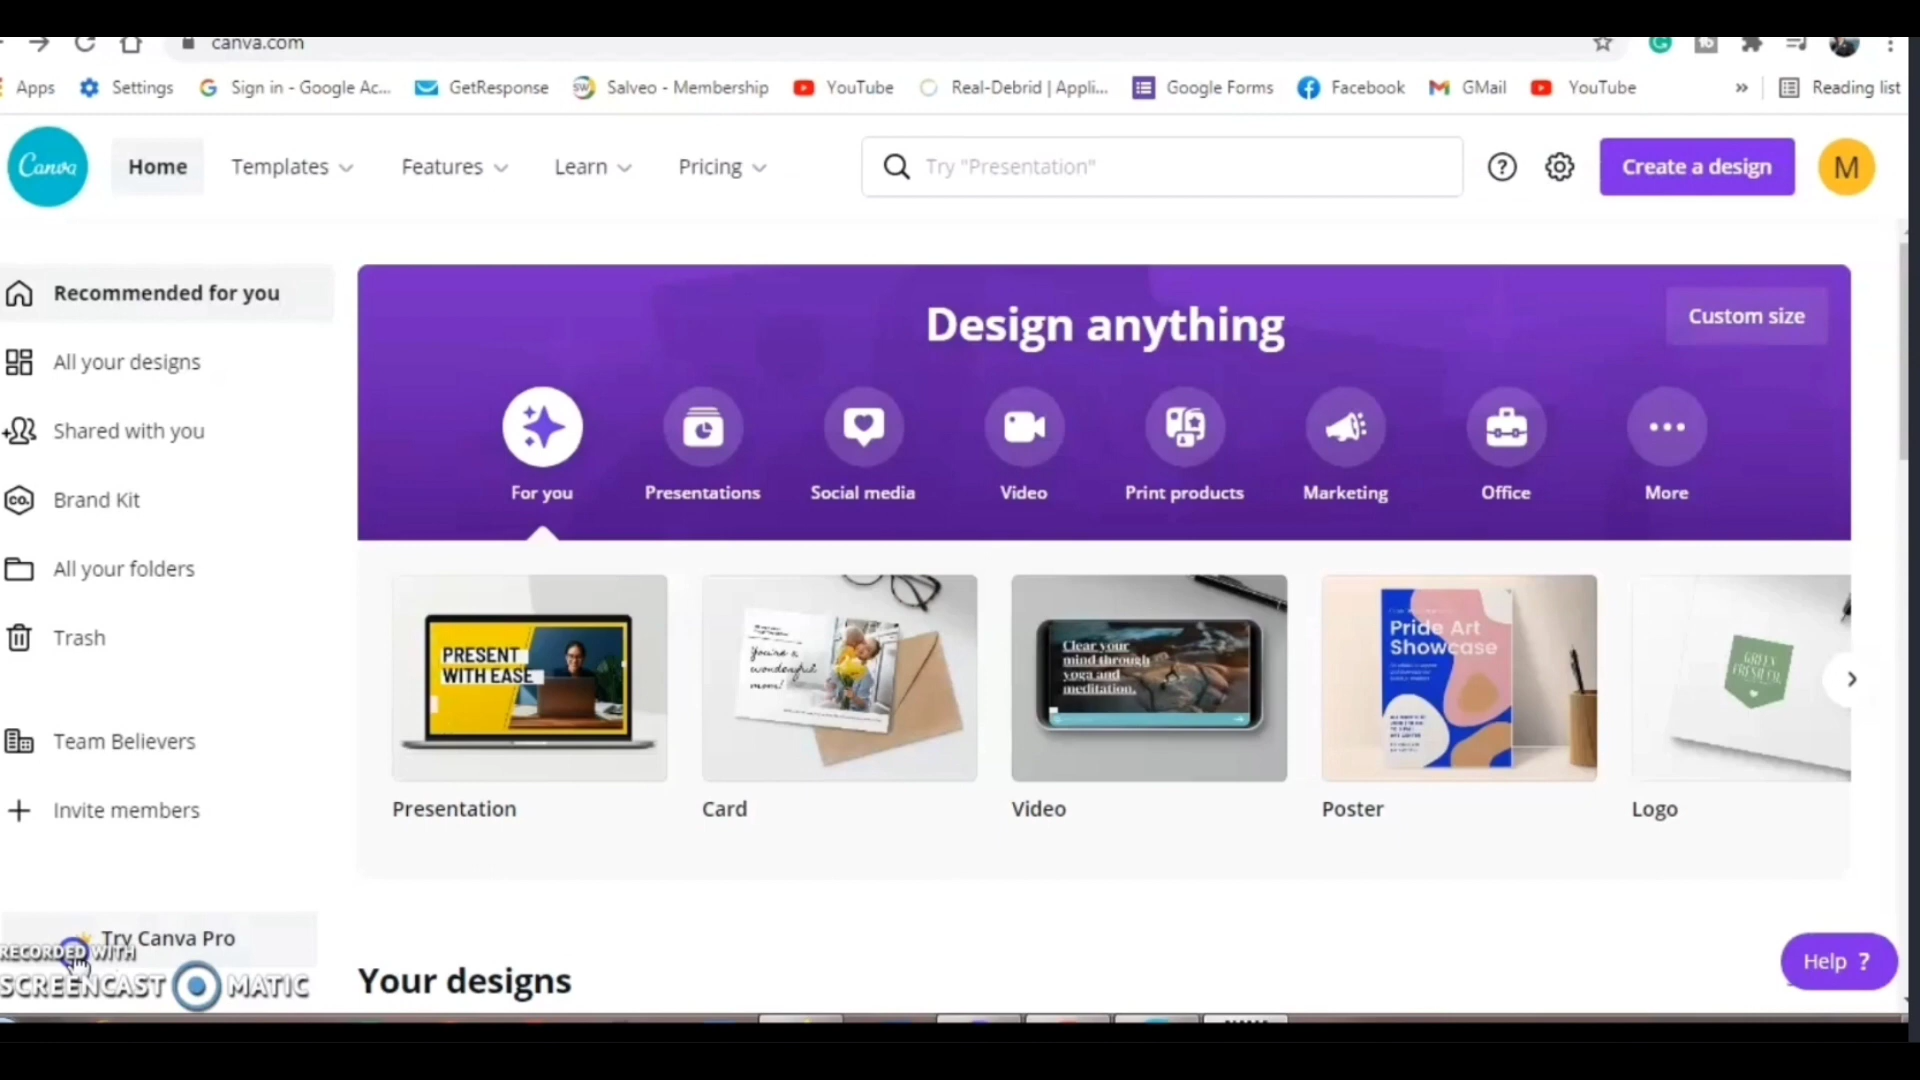 canva.com
Apps Settings Sign in - Google Ac... GetResponse Salveo - Membership YouTube Real-Debrid | Appli... Google Forms Facebook GMail YouTube » Reading list
Canva Home Templates Features Learn Pricing Try "Presentation" Create a design M
Recommended for you
All your designs
Shared with you
Brand Kit
All your folders
Trash
Team Believers
Invite members
Try Canva Pro
RECORDED WITH
SCREENCAST MATIC
Design anything
Custom size
For you Presentations Social media Video Print products Marketing Office More
PRESENT
WITH EASE
You're a
wonderful
mom!
Clear your
mind through
yoga and
meditation.
Pride Art
Showcase
Presentation Card Video Poster Logo
Your designs
Help ?